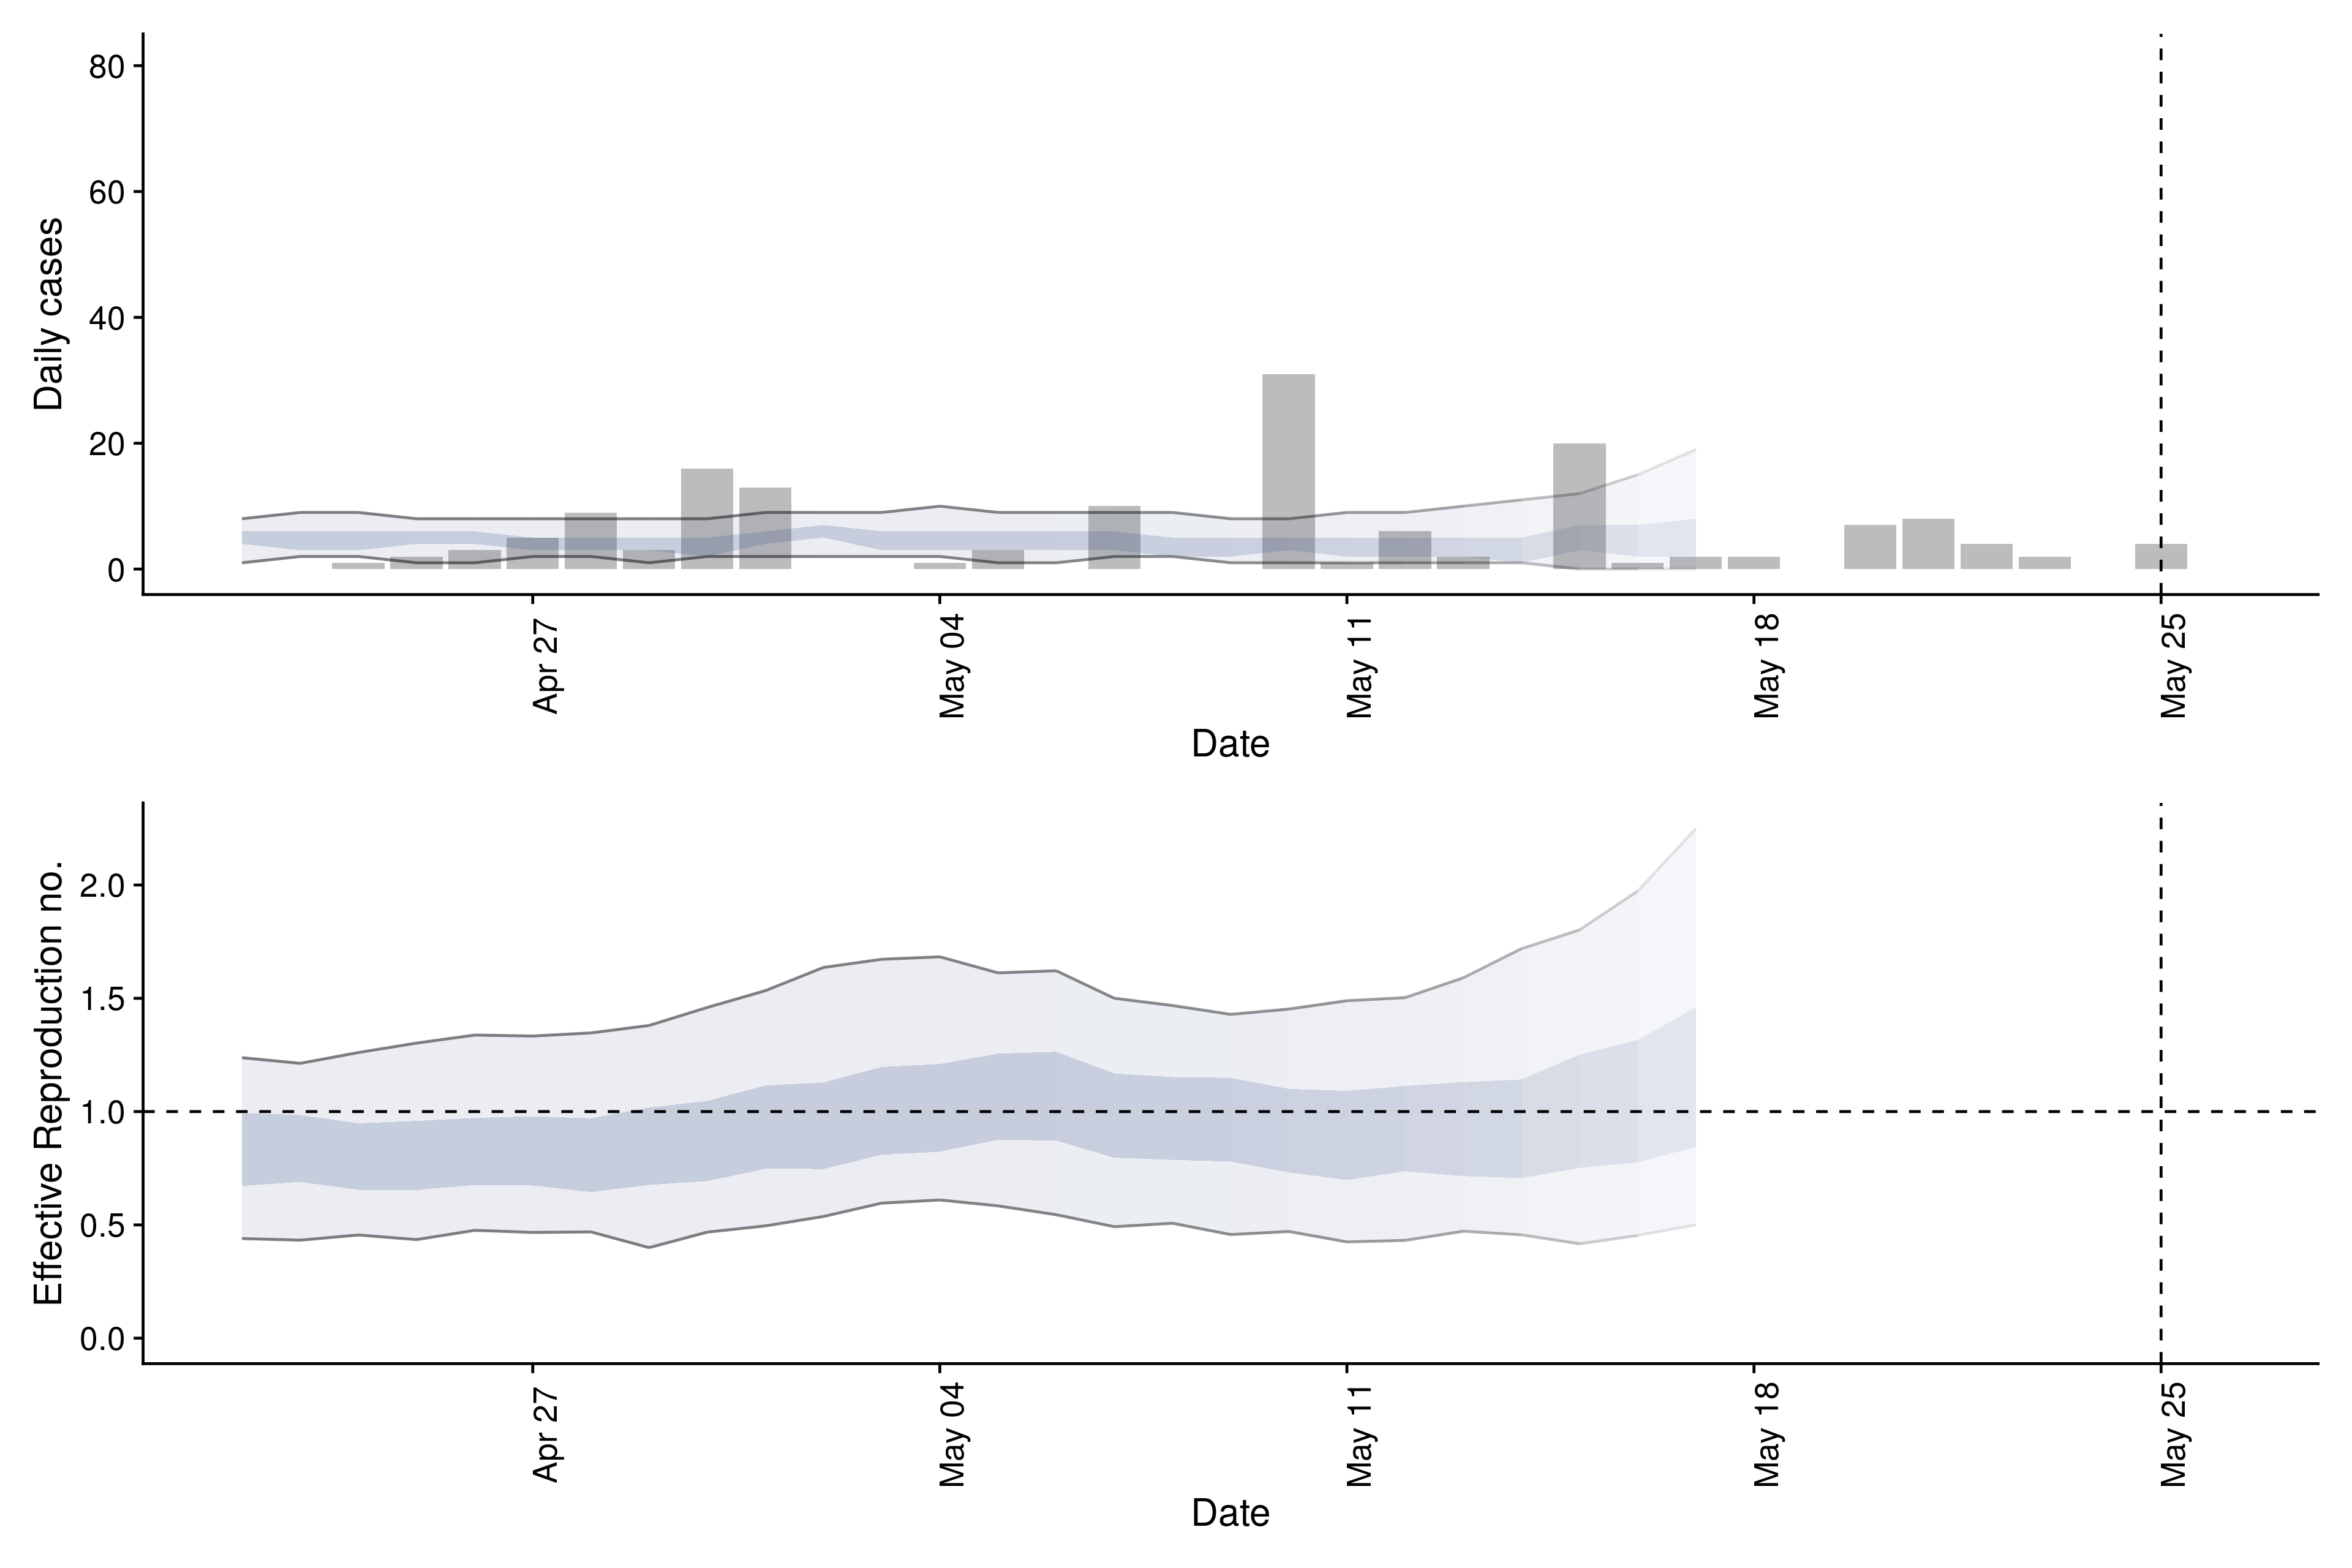 Daily cases
80
60
40
20
0
Apr 27
May 04
May 11
May 18
May 25
Date
Effective Reproduction no.
2.0
1.5
1.0
0.5
0.0
Apr 27
May 04
May 11
May 18
May 25
Date